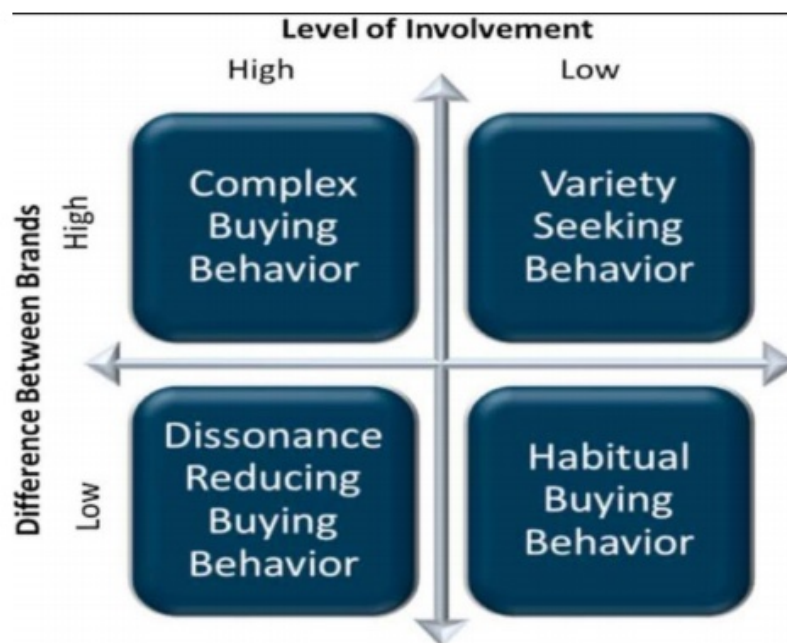 Level of Involvement
High
Low
Difference Between Brands
High
Complex
Buying
Behavior
Variety
Seeking
Behavior
Low
Dissonance
Reducing
Buying
Behavior
Habitual
Buying
Behavior